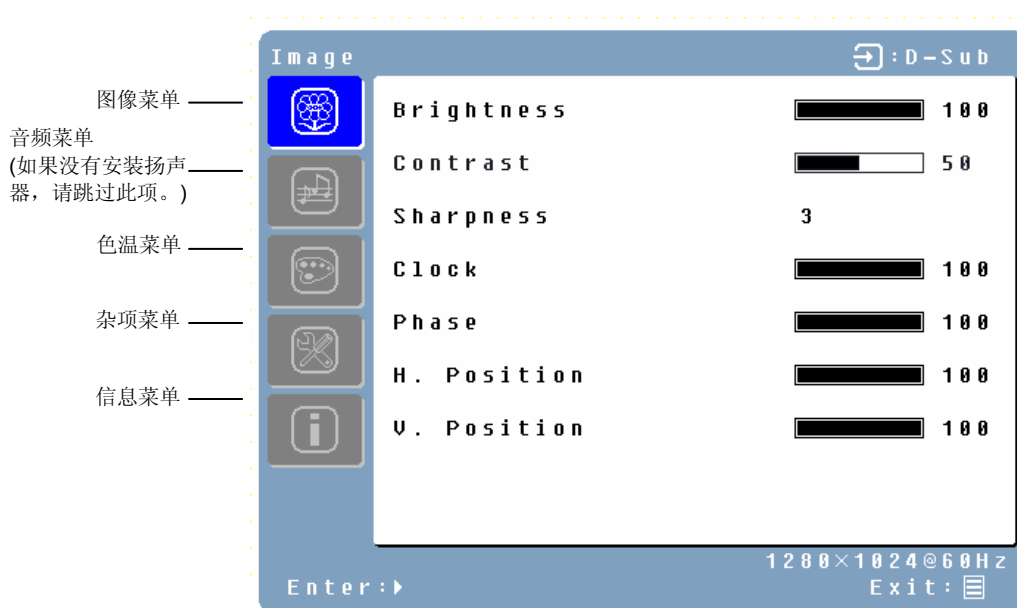 Image
:D-Sub
图像菜单
音频菜单
(如果没有安装扬声
器，请跳过此项。)
色温菜单
杂项菜单
信息菜单
Brightness 100
Contrast 50
Sharpness 3
Clock 100
Phase 100
H. Position 100
V. Position 100
1280×1024@60Hz
Enter:
Exit: